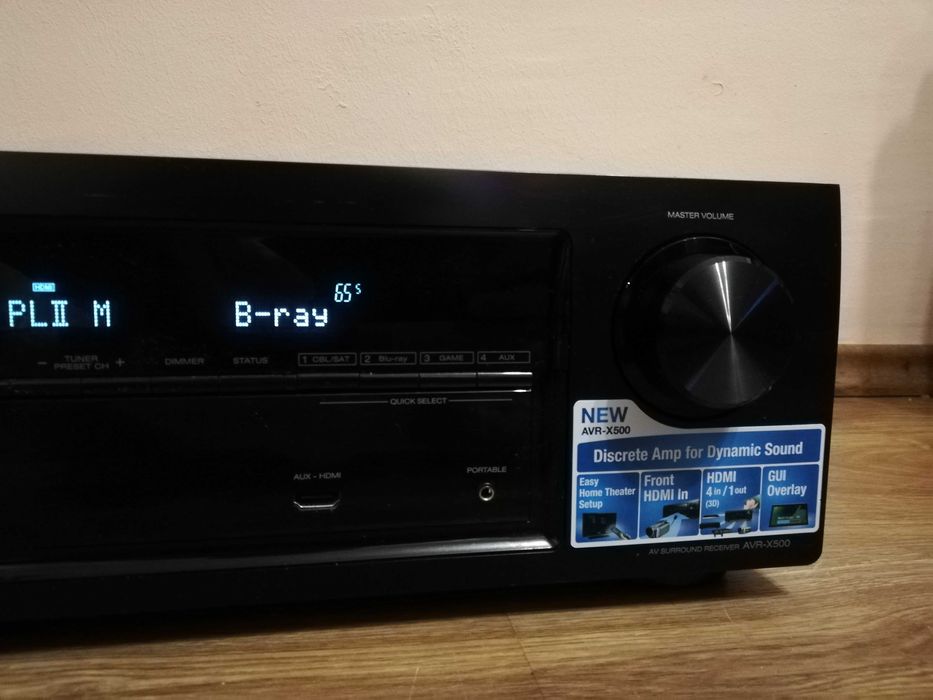 MASTER VOLUME
HDMI
PLII M
B-ray
65 s
− TUNER +
PRESET CH
DIMMER
STATUS
1 CBL/SAT
2 Blu-ray
3 GAME
4 AUX
QUICK SELECT
AUX - HDMI
PORTABLE
NEW
AVR-X500
Discrete Amp for Dynamic Sound
Easy
Home Theater
Setup
Front
HDMI in
HDMI
4 in / 1 out
(3D)
GUI
Overlay
AV SURROUND RECEIVER AVR-X500